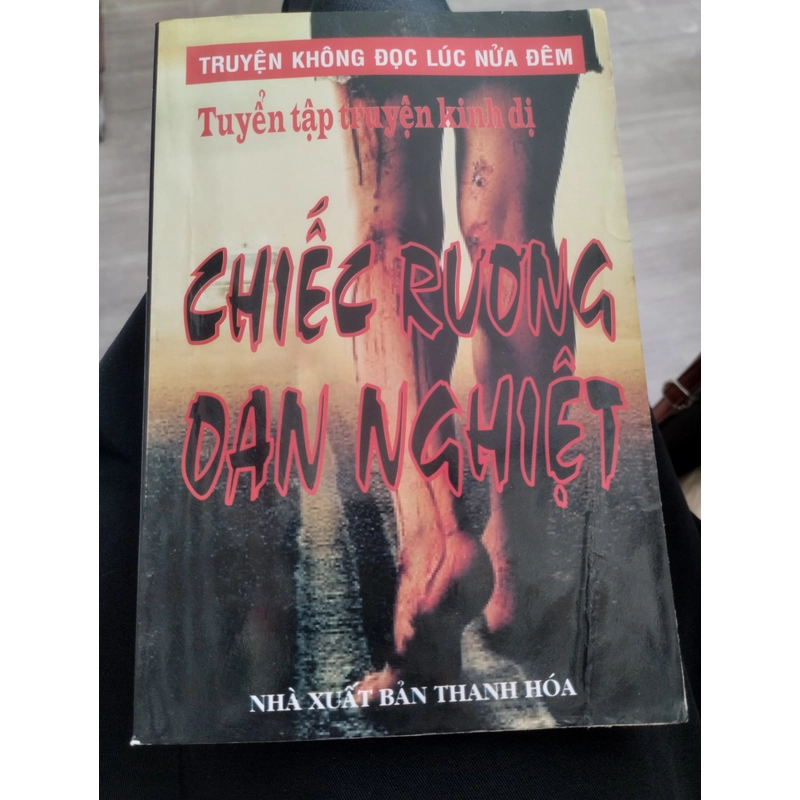 TRUYỆN KHÔNG ĐỌC LÚC NỬA ĐÊM
Tuyển tập truyện kinh dị
CHIẾC RƯƠNG
OAN NGHIỆT
NHÀ XUẤT BẢN THANH HÓA